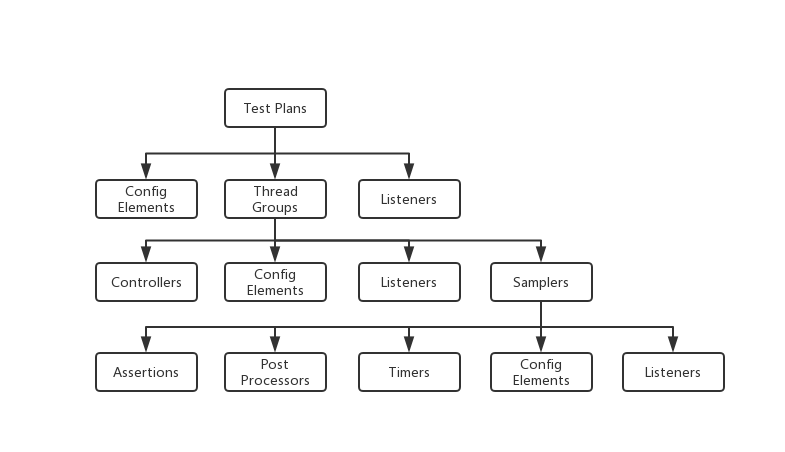 Test Plans
Config
Elements
Thread
Groups
Listeners
Controllers
Config
Elements
Listeners
Samplers
Assertions
Post
Processors
Timers
Config
Elements
Listeners